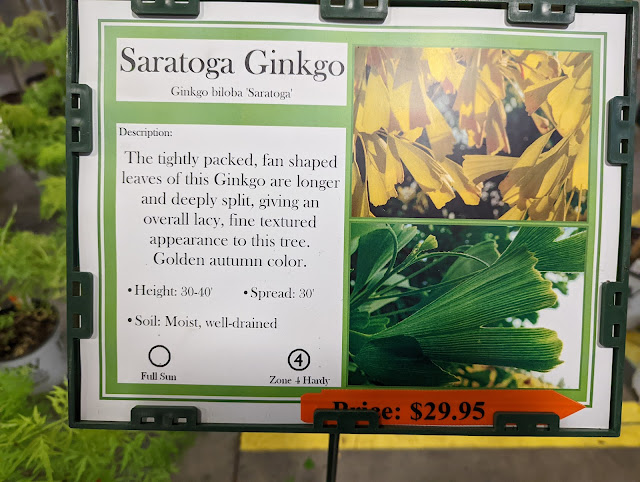 Saratoga Ginkgo
Ginkgo biloba 'Saratoga'
Description:
The tightly packed, fan shaped
leaves of this Ginkgo are longer
and deeply split, giving an
overall lacy, fine textured
appearance to this tree.
Golden autumn color.
• Height: 30-40' • Spread: 30'
• Soil: Moist, well-drained
4
Full Sun Zone 4 Hardy
Price: $29.95